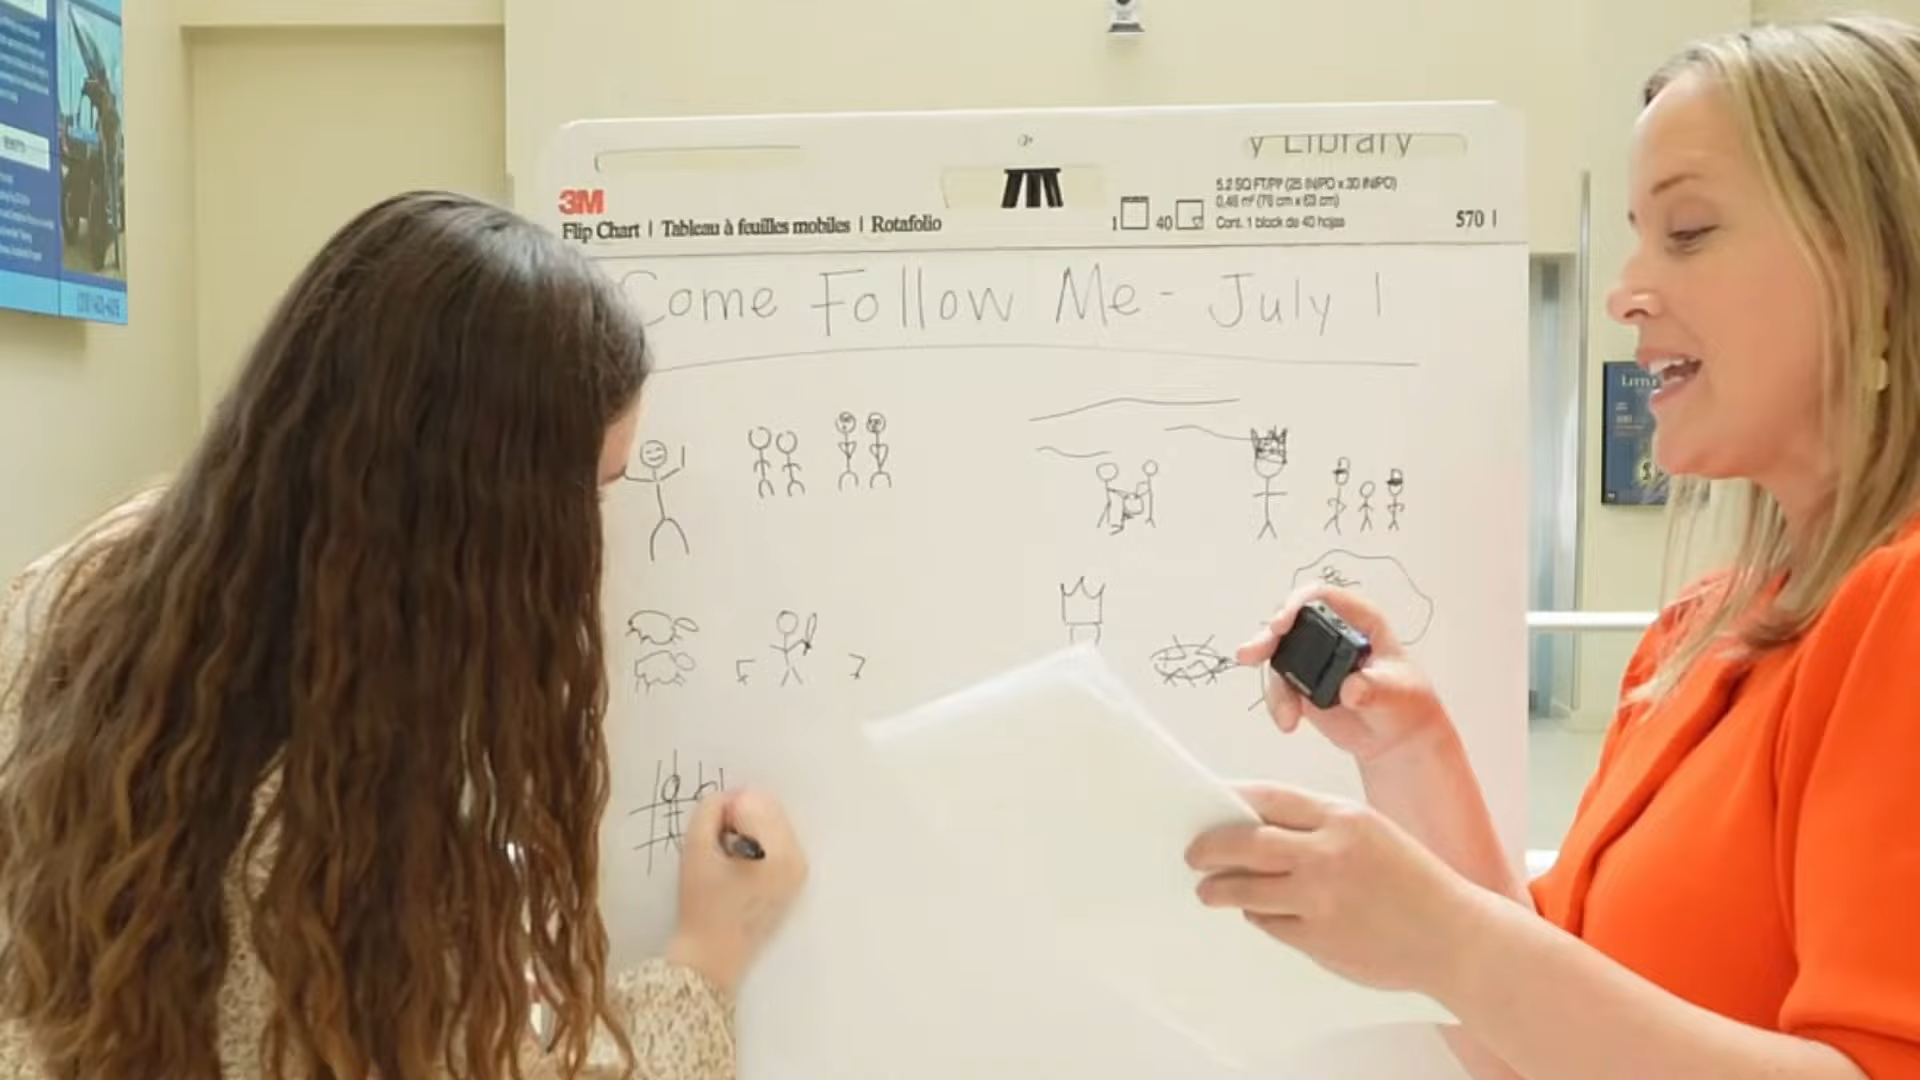 y Library
3M
Flip Chart | Tableau à feuilles mobiles | Rotafolio
1 40
5.2 SQ FT/PP (25 IN/PO x 30 IN/PO)
0,48 m² (76 cm x 63 cm)
Cont. 1 block de 40 hojas
570 |
Come Follow Me - July 1